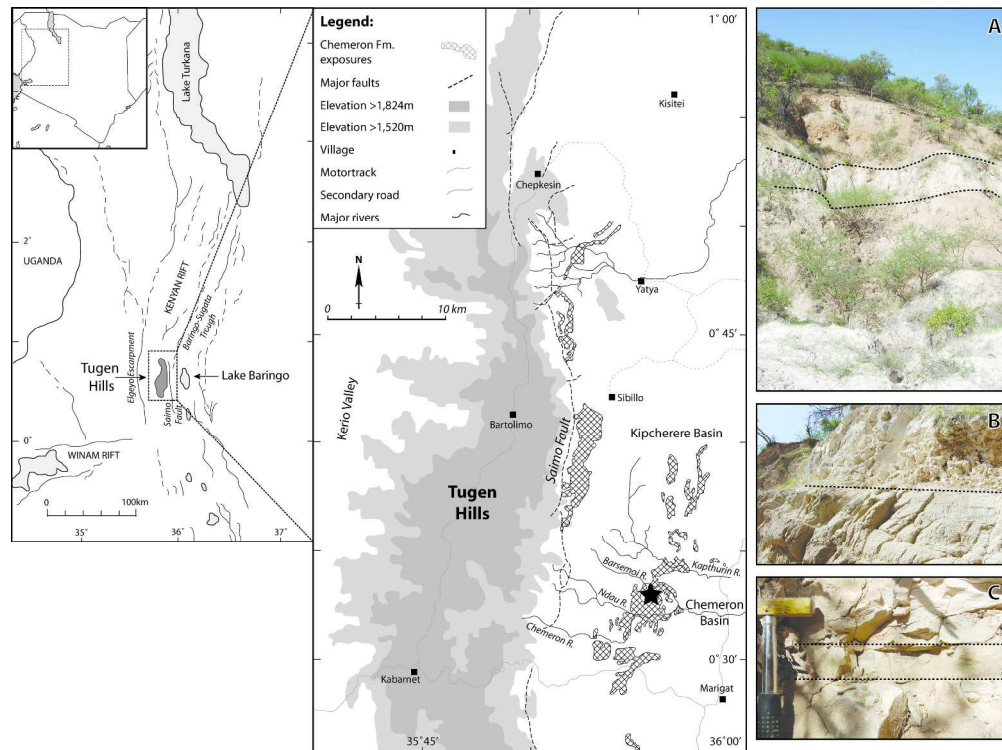 Lake Turkana
UGANDA
2˚
KENYAN RIFT
Baringo-Sugata
Trough
Tugen
Hills
Elgeyo Escarpment
Saimo
Fault
Lake Baringo
0˚
WINAM RIFT
0
100km
35˚
36˚
37˚
Legend:
Chemeron Fm.
exposures
Major faults
Elevation >1,824m
Elevation >1,520m
Village
Motortrack
Secondary road
Major rivers
N
0
10 km
1˚ 00'
Kisitei
Chepkesin
Yatya
0˚ 45'
Kerio Valley
Sibillo
Bartolimo
Saimo Fault
Kipcherere Basin
Tugen
Hills
Barsemoi R.
Kapthurin R.
Ndau R.
Chemeron
Basin
Chemeron R.
0˚ 30'
Kabarnet
Marigat
35˚45'
36˚ 00'
A
B
C